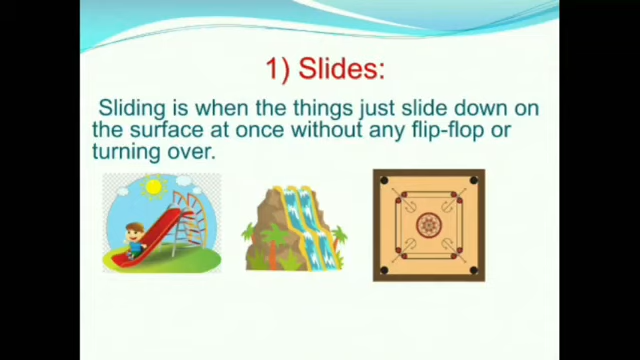 1) Slides:
Sliding is when the things just slide down on
the surface at once without any flip-flop or
turning over.